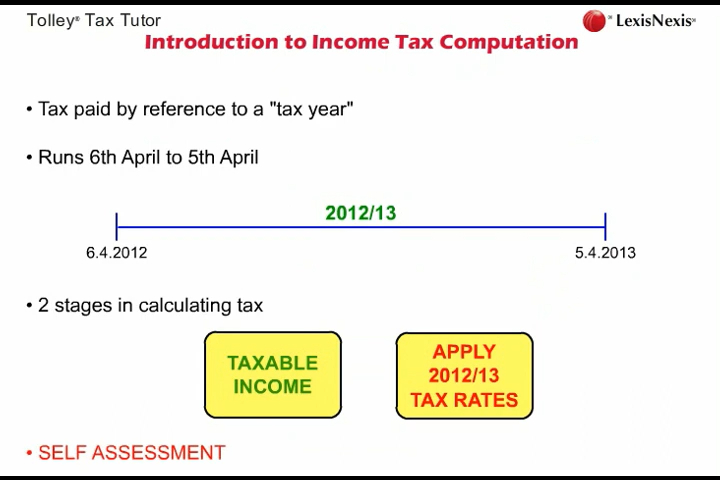 Tolley® Tax Tutor
LexisNexis®
Introduction to Income Tax Computation
• Tax paid by reference to a "tax year"
• Runs 6th April to 5th April
2012/13
6.4.2012
5.4.2013
• 2 stages in calculating tax
TAXABLE
INCOME
APPLY
2012/13
TAX RATES
• SELF ASSESSMENT